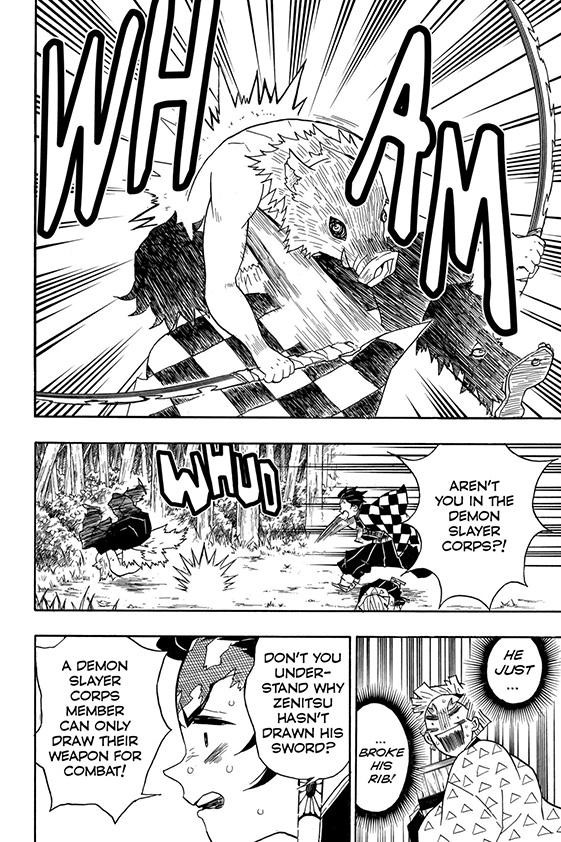 WH
AM
AREN'T
YOU IN THE
DEMON
SLAYER
CORPS?!
WHUD
HE
JUST
...
...
BROKE
HIS
RIB!
DON'T YOU
UNDER-
STAND WHY
ZENITSU
HASN'T
DRAWN HIS
SWORD?
A DEMON
SLAYER
CORPS
MEMBER
CAN ONLY
DRAW THEIR
WEAPON FOR
COMBAT!